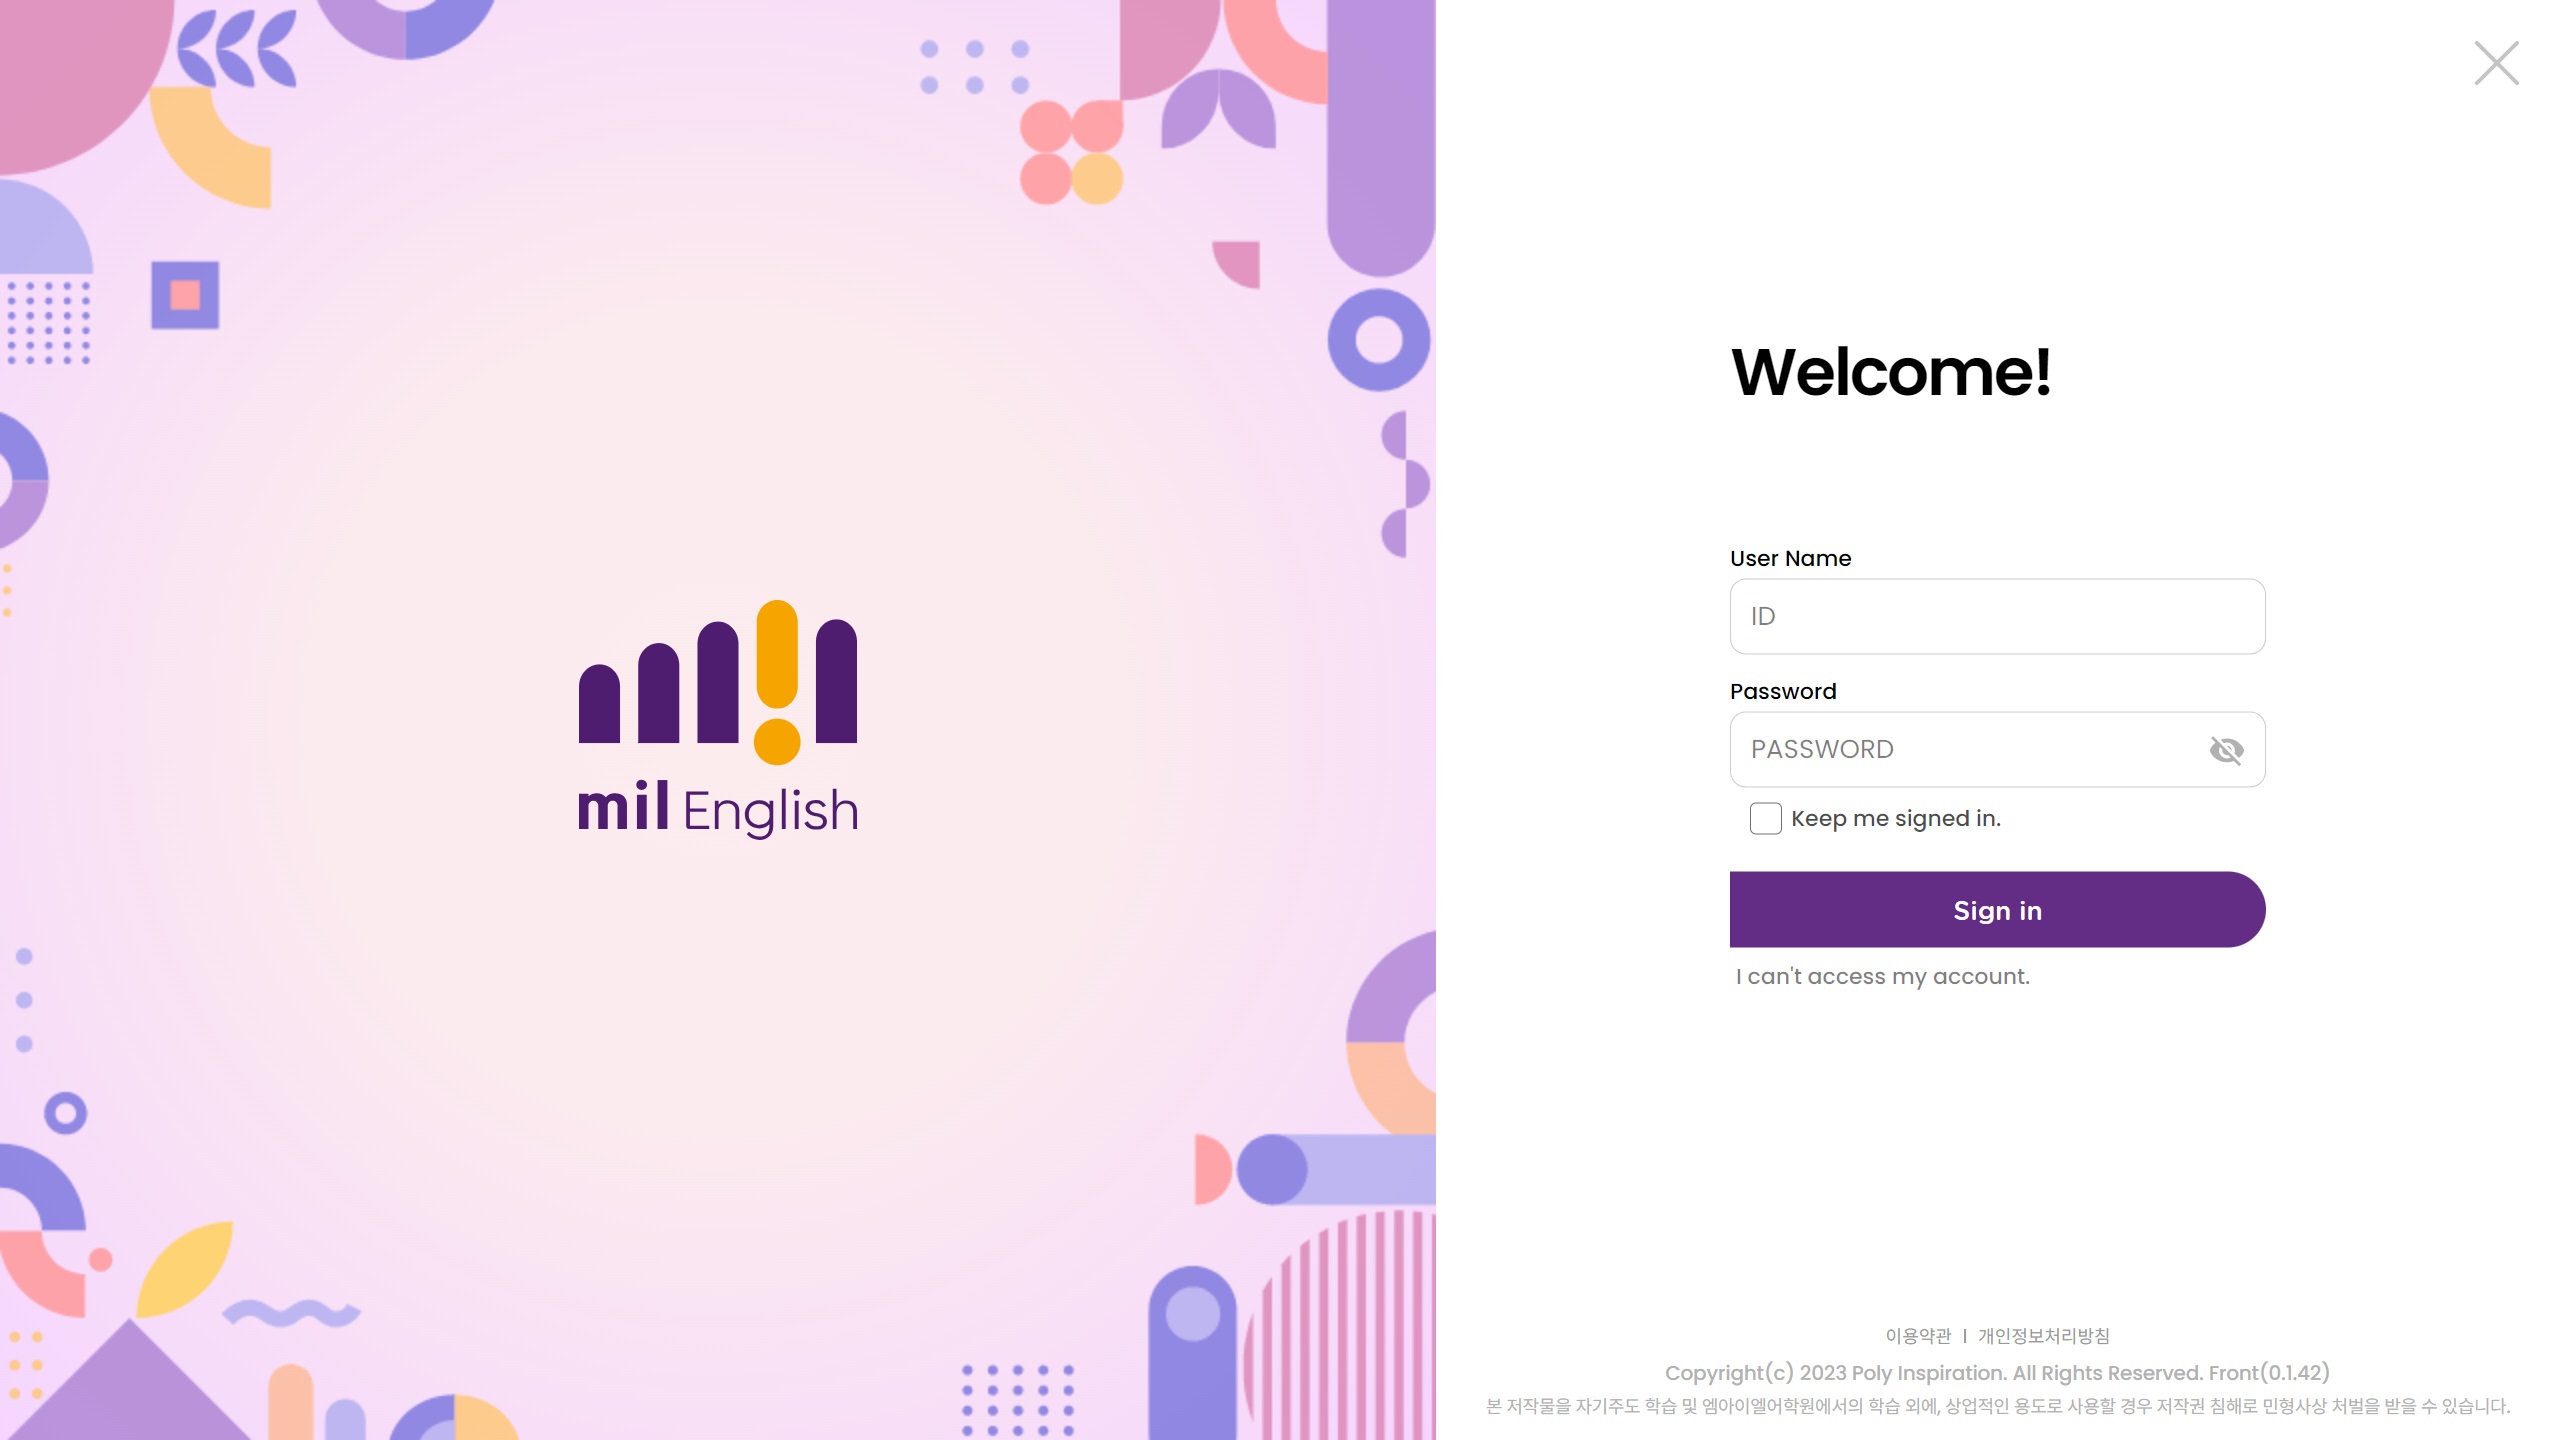 mil English
Welcome!
User Name
ID
Password
PASSWORD
Keep me signed in.
Sign in
I can't access my account.
이용약관 | 개인정보처리방침
Copyright(c) 2023 Poly Inspiration. All Rights Reserved. Front(0.1.42)
본 저작물을 자기주도 학습 및 엠아이엘어학원에서의 학습 외에, 상업적인 용도로 사용할 경우 저작권 침해로 민형사상 처벌을 받을 수 있습니다.